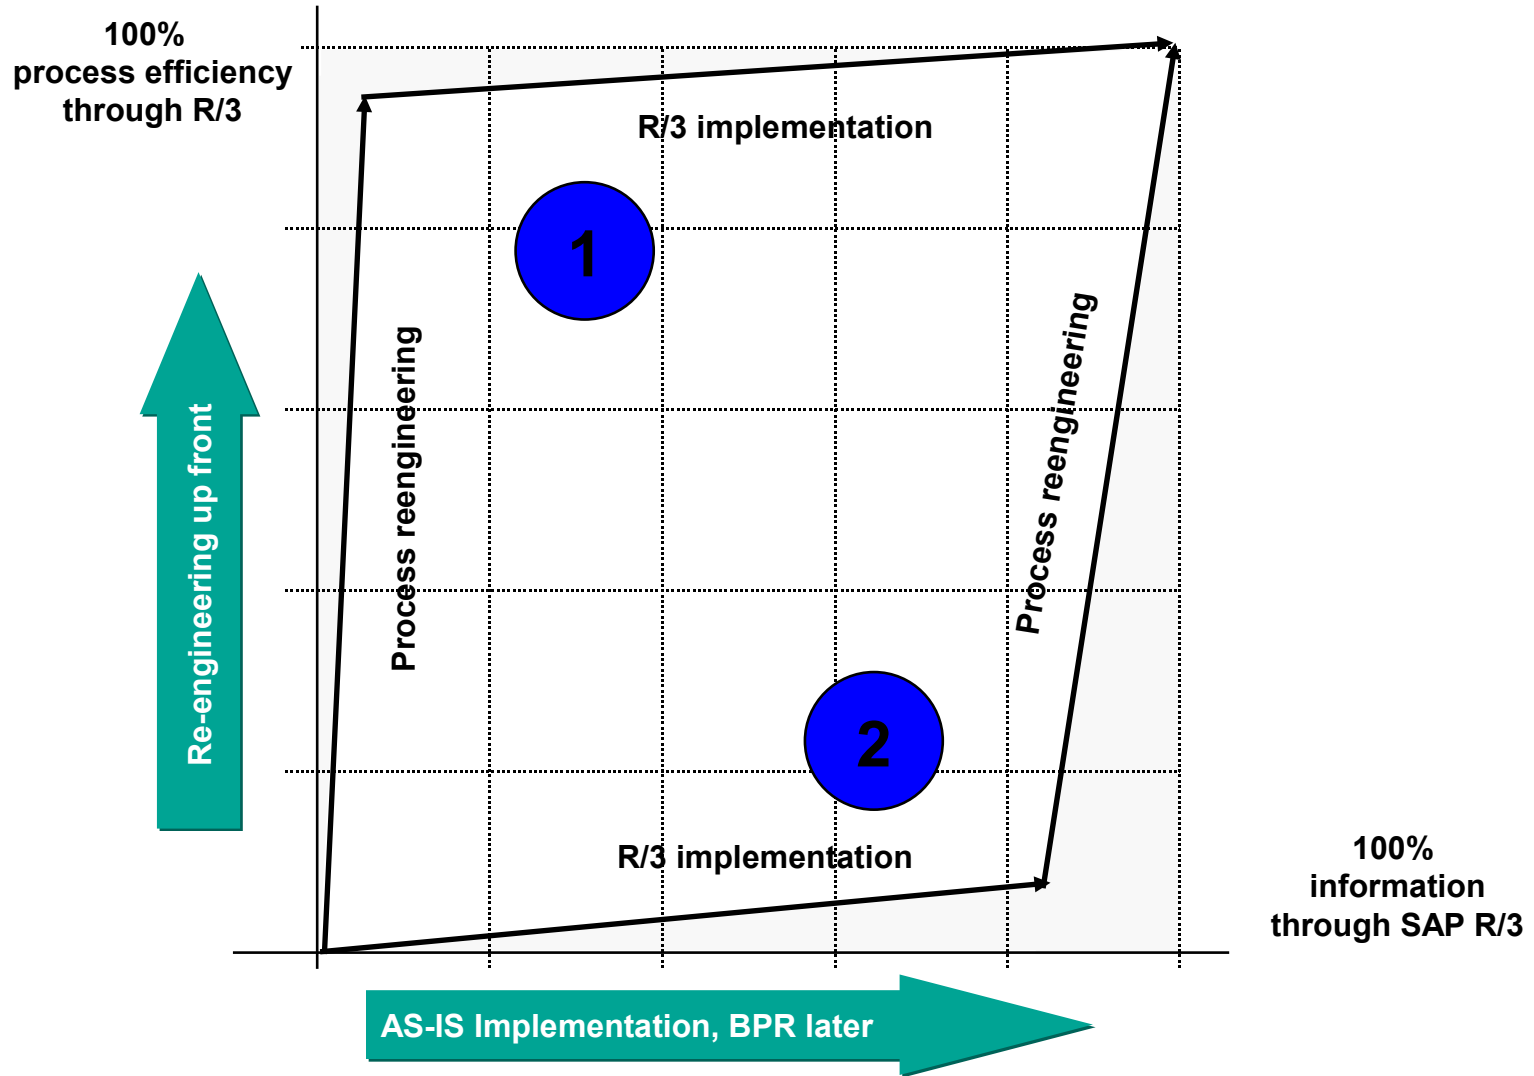 100%
process efficiency
through R/3
R/3 implementation
1
Process reengineering
Process reengineering
Re-engineering up front
2
R/3 implementation
100%
information
through SAP R/3
AS-IS Implementation, BPR later